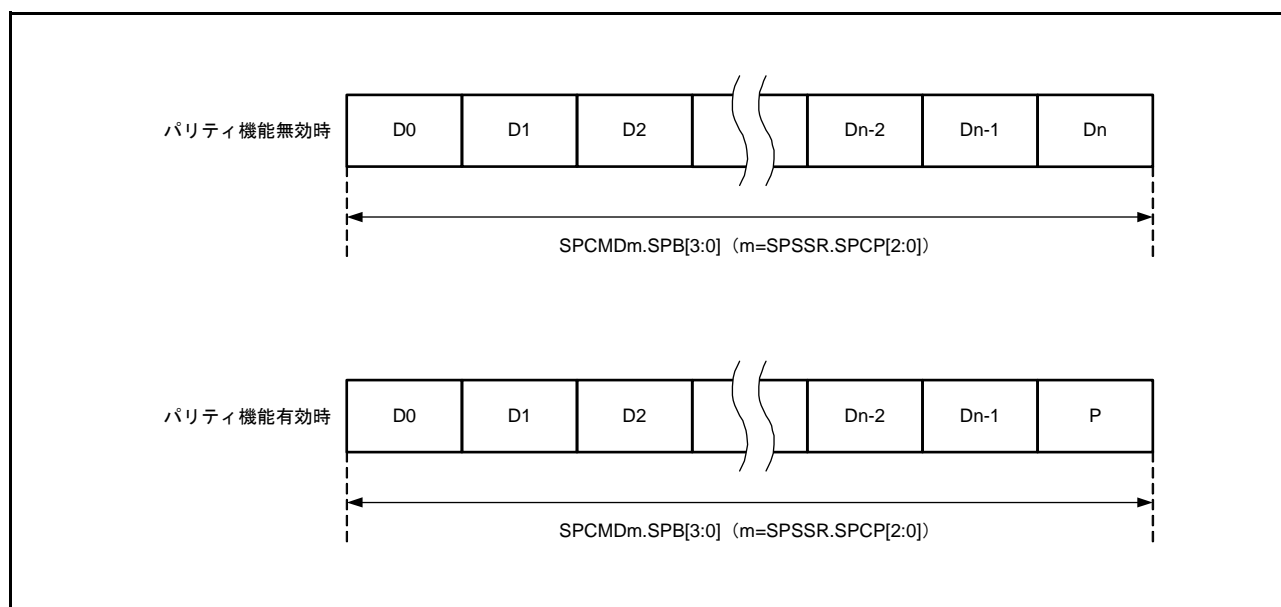 パリティ機能無効時 D0 D1 D2 Dn-2 Dn-1 Dn
SPCMDm.SPB[3:0]（m=SPSSR.SPCP[2:0]）
パリティ機能有効時 D0 D1 D2 Dn-2 Dn-1 P
SPCMDm.SPB[3:0]（m=SPSSR.SPCP[2:0]）